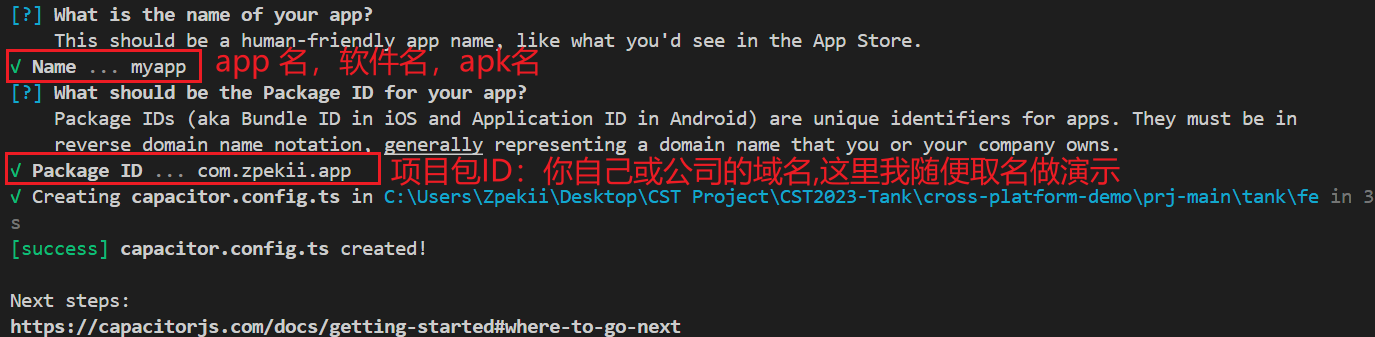 [?] What is the name of your app?
This should be a human-friendly app name, like what you'd see in the App Store.
√ Name ... myapp app 名，软件名，apk名
[?] What should be the Package ID for your app?
Package IDs (aka Bundle ID in iOS and Application ID in Android) are unique identifiers for apps. They must be in
reverse domain name notation, generally representing a domain name that you or your company owns.
√ Package ID ... com.zpekii.app 项目包ID：你自己或公司的域名,这里我随便取名做演示
√ Creating capacitor.config.ts in C:\Users\Zpekii\Desktop\CST Project\CST2023-Tank\cross-platform-demo\prj-main\tank\fe in 3
s
[success] capacitor.config.ts created!
Next steps:
https://capacitorjs.com/docs/getting-started#where-to-go-next